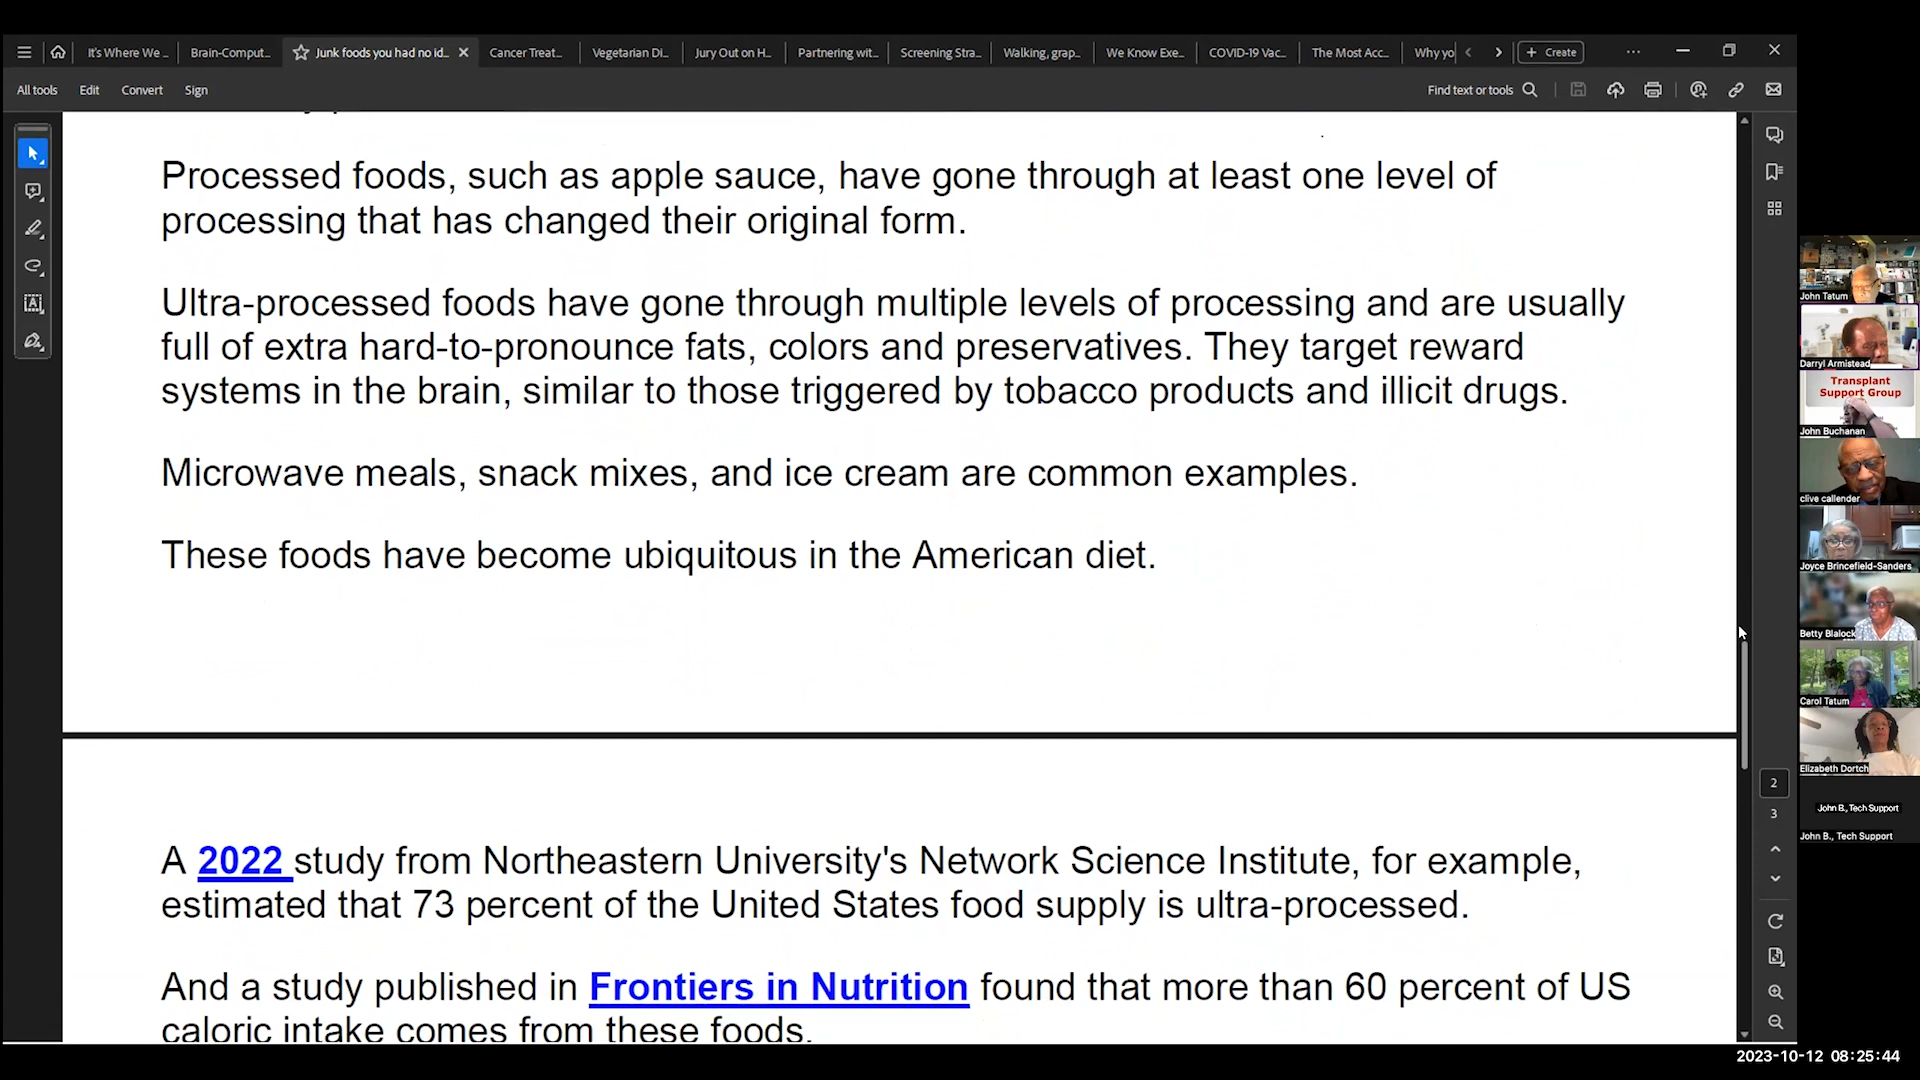 It's Where We ...
Brain-Comput...
Junk foods you had no id...
Cancer Treat...
Vegetarian Di...
Jury Out on H...
Partnering wit...
Screening Stra...
Walking, grap...
We Know Exe...
COVID-19 Vac...
The Most Acc...
Why yo
+ Create
All tools
Edit
Convert
Sign
Find text or tools
Processed foods, such as apple sauce, have gone through at least one level of
processing that has changed their original form.
Ultra-processed foods have gone through multiple levels of processing and are usually
full of extra hard-to-pronounce fats, colors and preservatives. They target reward
systems in the brain, similar to those triggered by tobacco products and illicit drugs.
Microwave meals, snack mixes, and ice cream are common examples.
These foods have become ubiquitous in the American diet.
A 2022 study from Northeastern University's Network Science Institute, for example,
estimated that 73 percent of the United States food supply is ultra-processed.
And a study published in Frontiers in Nutrition found that more than 60 percent of US
caloric intake comes from these foods.
2
3
John Tatum
Darryl Armistead
Transplant
Support Group
John Buchanan
clive callender
Joyce Brincefield-Sanders
Betty Blalock
Carol Tatum
Elizabeth Dortch
John B., Tech Support
John B., Tech Support
2023-10-12 08:25:44